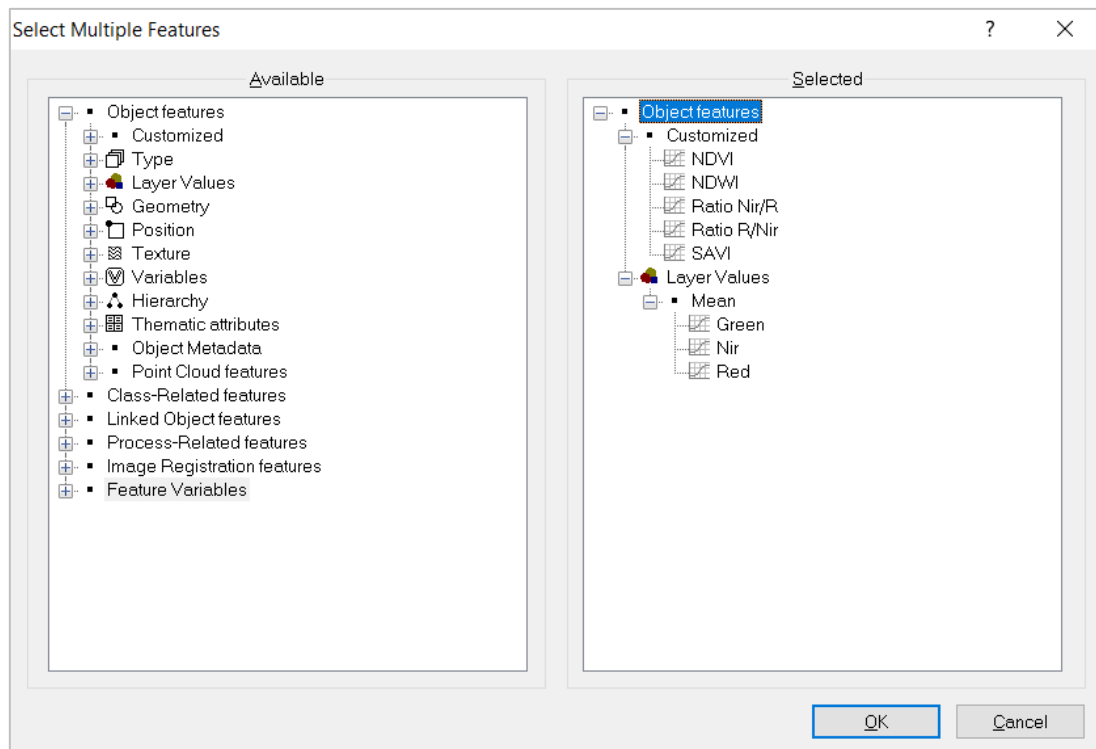 Select Multiple Features
?
Available
Object features
Customized
Type
Layer Values
Geometry
Position
Texture
Variables
Hierarchy
Thematic attributes
Object Metadata
Point Cloud features
Class-Related features
Linked Object features
Process-Related features
Image Registration features
Feature Variables
Selected
Object features
Customized
NDVI
NDWI
Ratio Nir/R
Ratio R/Nir
SAVI
Layer Values
Mean
Green
Nir
Red
OK
Cancel